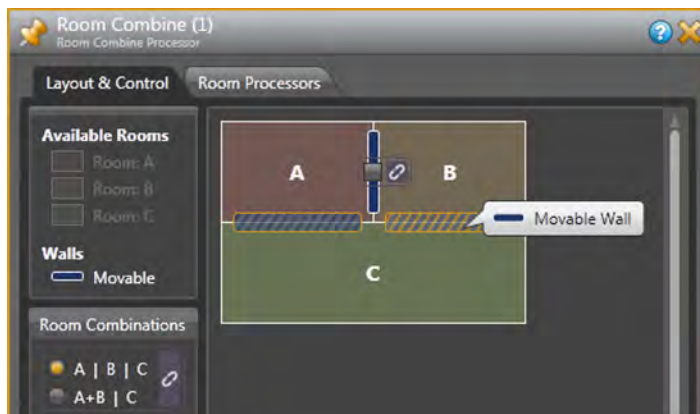 Room Combine (1)
Room Combine Processor
?
Layout & Control
Room Processors
Available Rooms
Room: A
Room: B
Room: C
Walls
Movable
A
B
Movable Wall
C
Room Combinations
A | B | C
A+B | C